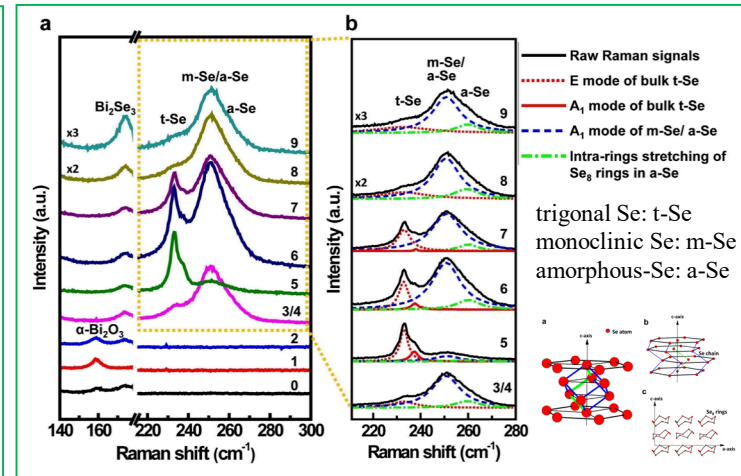 a
Bi2Se3
m-Se/a-Se
a-Se
t-Se
x3
x2
9
8
7
6
5
3/4
α-Bi2O3
2
1
0
Intensity (a.u.)
140 160 220 240 260 280 300
Raman shift (cm-1)
b
m-Se/
a-Se
t-Se
a-Se
x3
9
x2
8
7
6
5
3/4
Intensity (a.u.)
220 240 260 280
Raman shift (cm-1)
Raw Raman signals
E mode of bulk t-Se
A1 mode of bulk t-Se
A1 mode of m-Se/ a-Se
Intra-rings stretching of
Se8 rings in a-Se
trigonal Se: t-Se
monoclinic Se: m-Se
amorphous-Se: a-Se
a
Se atom
c-axis
b
c-axis
Se chain
c
c-axis
Se8 rings
a-axis